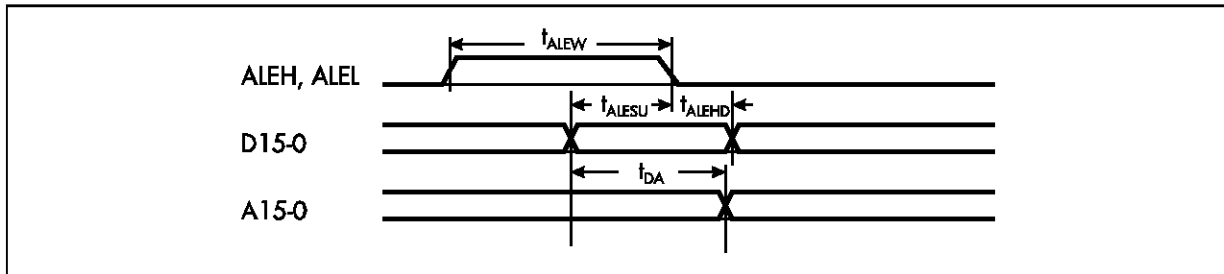 tALEW
ALEH, ALEL
tALESU tALEHD
D15-0
tDA
A15-0